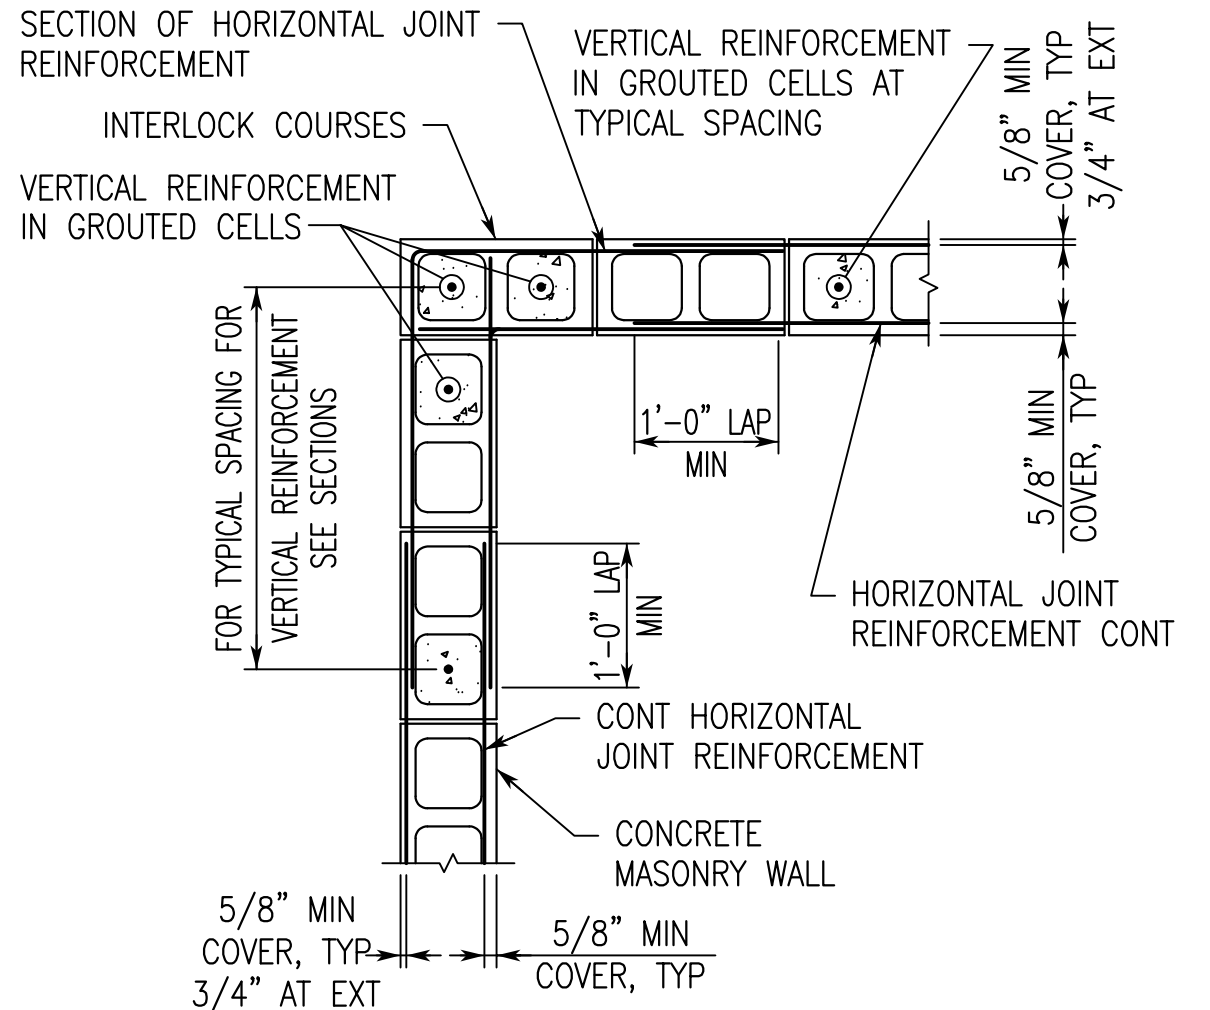 SECTION OF HORIZONTAL JOINT
REINFORCEMENT
VERTICAL REINFORCEMENT
IN GROUTED CELLS AT
TYPICAL SPACING
5/8" MIN
COVER, TYP
3/4" AT EXT
INTERLOCK COURSES
VERTICAL REINFORCEMENT
IN GROUTED CELLS
FOR TYPICAL SPACING FOR
VERTICAL REINFORCEMENT
SEE SECTIONS
1'-0" LAP
MIN
5/8" MIN
COVER, TYP
1'-0" LAP
MIN
HORIZONTAL JOINT
REINFORCEMENT CONT
CONT HORIZONTAL
JOINT REINFORCEMENT
CONCRETE
MASONRY WALL
5/8" MIN
COVER, TYP
3/4" AT EXT
5/8" MIN
COVER, TYP